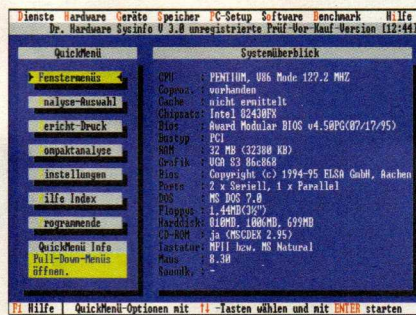 Dienste Hardware Geräte Speicher PC-Setup Software Benchmark Hilfe
Dr. Hardware Sysinfo V 3.0 unregistrierte Prüf-Vor-Kauf-Version [12:44]
QuickMenü
Fenstermenüs
nalyse-Auswahl
ericht-Druck
ompaktanalyse
instellungen
ilfe Index
rogrammende
QuickMenü Info
Pull-Down-Menüs
öffnen.
Systemüberblick
CPU : PENTIUM, V86 Mode 127.2 MHZ
Coproz. : vorhanden
Cache : nicht ermittelt
Chipsatz: Intel 82430FX
Bios : Award Modular BIOS v4.50PG(07/17/95)
Bustyp : PCI
RAM : 32 MB (32380 KB)
Grafik : VGA S3 86c868
Bios : Copyright (c) 1994-95 ELSA GmbH, Aachen
Ports : 2 x Seriell, 1 x Parallel
DOS : MS DOS 7.0
Floppys : 1.44MB(3½")
Harddisk: 810MB, 1006MB, 699MB
CD-ROM : ja (MSCDEX 2.95)
Tastatur: MFII bzw. MS Natural
Maus : 8.30
Soundk. : -
F1 Hilfe | QuickMenü-Optionen mit ↑↓ -Tasten wählen und mit ENTER starten